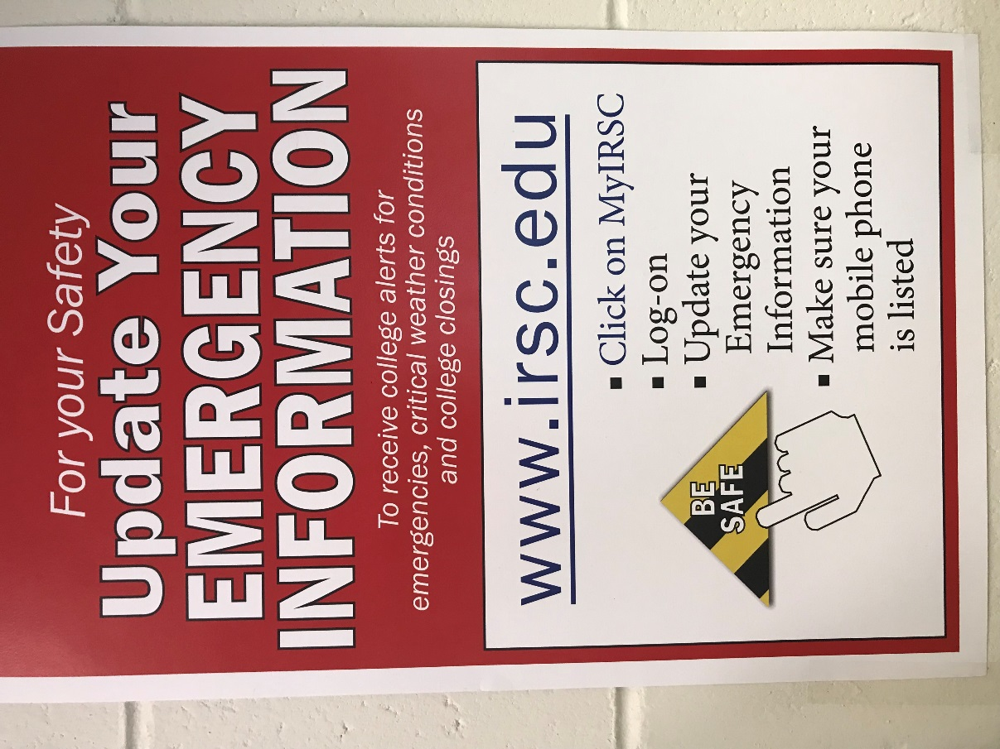 For your Safety
Update Your
EMERGENCY
INFORMATION
To receive college alerts for
emergencies, critical weather conditions
and college closings
www.irsc.edu
▪ Click on MyIRSC
▪ Log-on
▪ Update your
Emergency
Information
▪ Make sure your
mobile phone
is listed
BE
SAFE